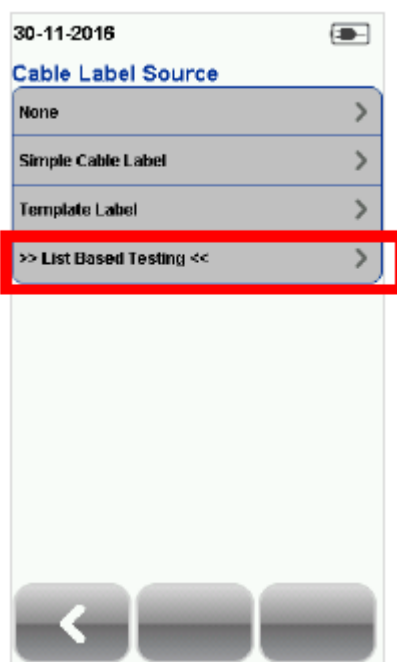 30-11-2016
Cable Label Source
None
Simple Cable Label
Template Label
>> List Based Testing <<